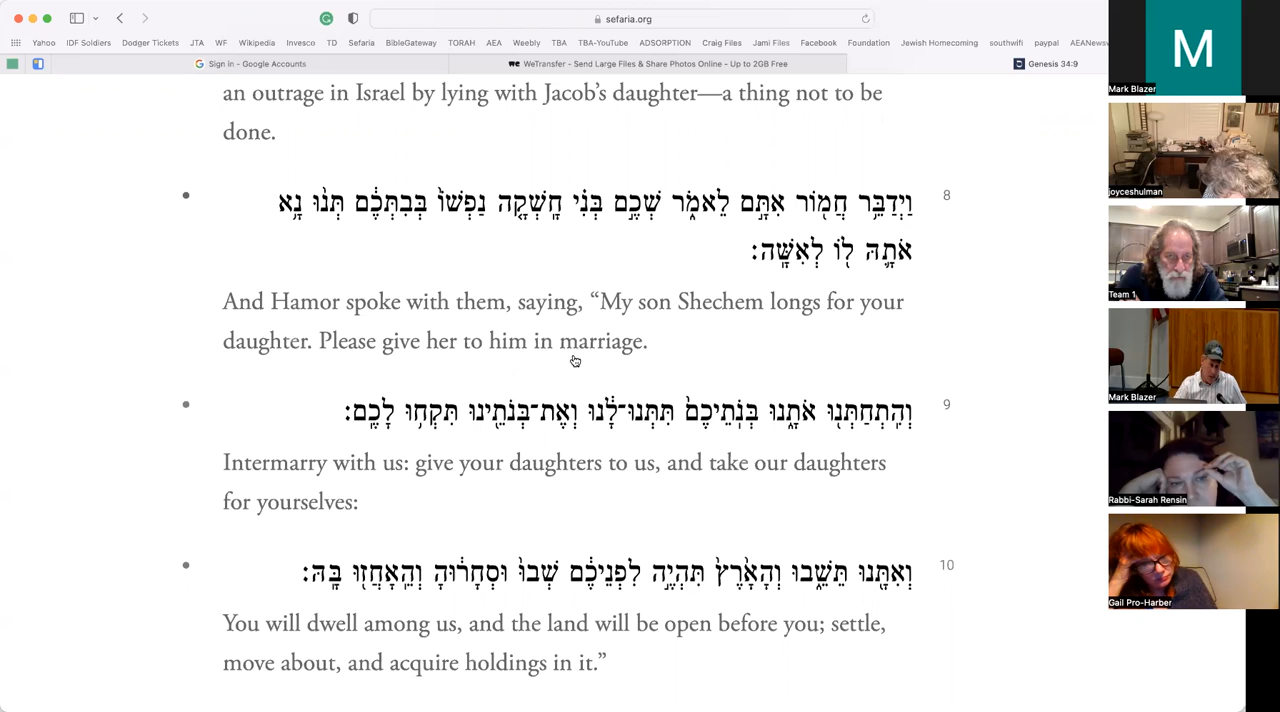 sefaria.org
Yahoo IDF Soldiers Dodger Tickets JTA WF Wikipedia Invesco TD Sefaria BibleGateway TORAH AEA Weebly TBA TBA-YouTube ADSORPTION Craig Files Jami Files Facebook Foundation Jewish Homecoming southwifi paypal AEANewsw
Sign in - Google Accounts
WeTransfer - Send Large Files & Share Photos Online - Up to 2GB Free
Genesis 34:9
an outrage in Israel by lying with Jacob’s daughter—a thing not to be
done.
8
וַיְדַבֵּ֥ר חֲמ֖וֹר אִתָּ֣ם לֵאמֹ֑ר שְׁכֶ֣ם בְּנִ֗י חָֽשְׁקָ֤ה נַפְשׁוֹ֙ בְּבִתְּכֶ֔ם תְּנ֨וּ נָ֥א
אֹתָ֛הּ ל֖וֹ לְאִשָּֽׁה׃
And Hamor spoke with them, saying, “My son Shechem longs for your
daughter. Please give her to him in marriage.
9
וְהִֽתְחַתְּנ֖וּ אֹתָ֑נוּ בְּנֹֽתֵיכֶם֙ תִּתְּנוּ־לָ֔נוּ וְאֶת־בְּנֹתֵ֖ינוּ תִּקְח֥וּ לָכֶֽם׃
Intermarry with us: give your daughters to us, and take our daughters
for yourselves:
10
וְאִתָּ֖נוּ תֵּשֵׁ֑בוּ וְהָאָ֙רֶץ֙ תִּהְיֶ֣ה לִפְנֵיכֶ֔ם שְׁבוּ֙ וּסְחָר֔וּהָ וְהֵֽאָחֲז֖וּ בָּֽהּ׃
You will dwell among us, and the land will be open before you; settle,
move about, and acquire holdings in it.”
M
Mark Blazer
joyceshulman
Team 1
Mark Blazer
Rabbi-Sarah Rensin
Gail Pro-Harber